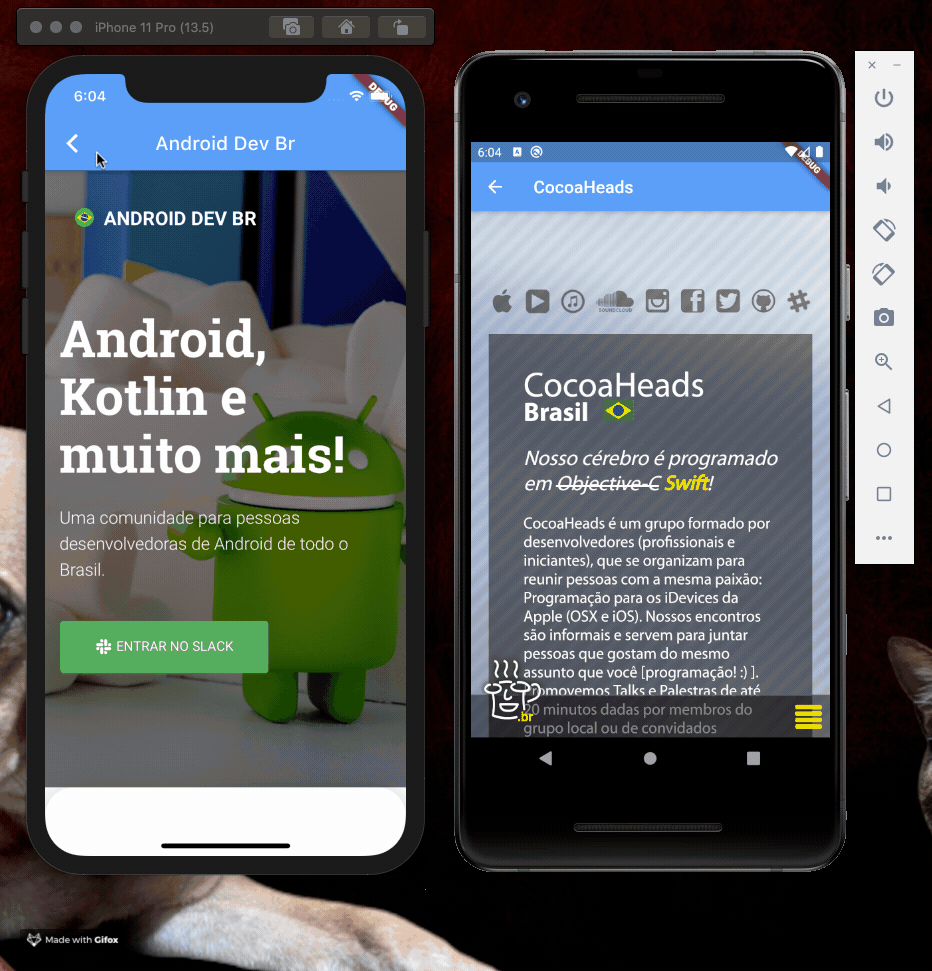 iPhone 11 Pro (13.5)
6:04
DEBUG
Android Dev Br
ANDROID DEV BR
Android,
Kotlin e
muito mais!
Uma comunidade para pessoas
desenvolvedoras de Android de todo o
Brasil.
ENTRAR NO SLACK
6:04
DEBUG
CocoaHeads
SOUNDCLOUD
CocoaHeads
Brasil
Nosso cérebro é programado
em Objective-C Swift!
CocoaHeads é um grupo formado por
desenvolvedores (profissionais e
iniciantes), que se organizam para
reunir pessoas com a mesma paixão:
Programação para os iDevices da
Apple (OSX e iOS). Nossos encontros
são informais e servem para juntar
pessoas que gostam do mesmo
assunto que você [programação! :) ].
Promovemos Talks e Palestras de até
20 minutos dadas por membros do
grupo local ou de convidados
.br
Made with Gifox